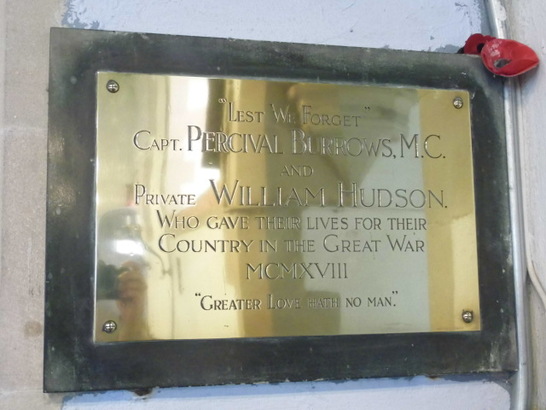 "Lest We Forget"
Capt. Percival Burrows, M.C.
and
Private William Hudson.
Who gave their lives for their
Country in the Great War
MCMXVIII
"Greater Love hath no man."